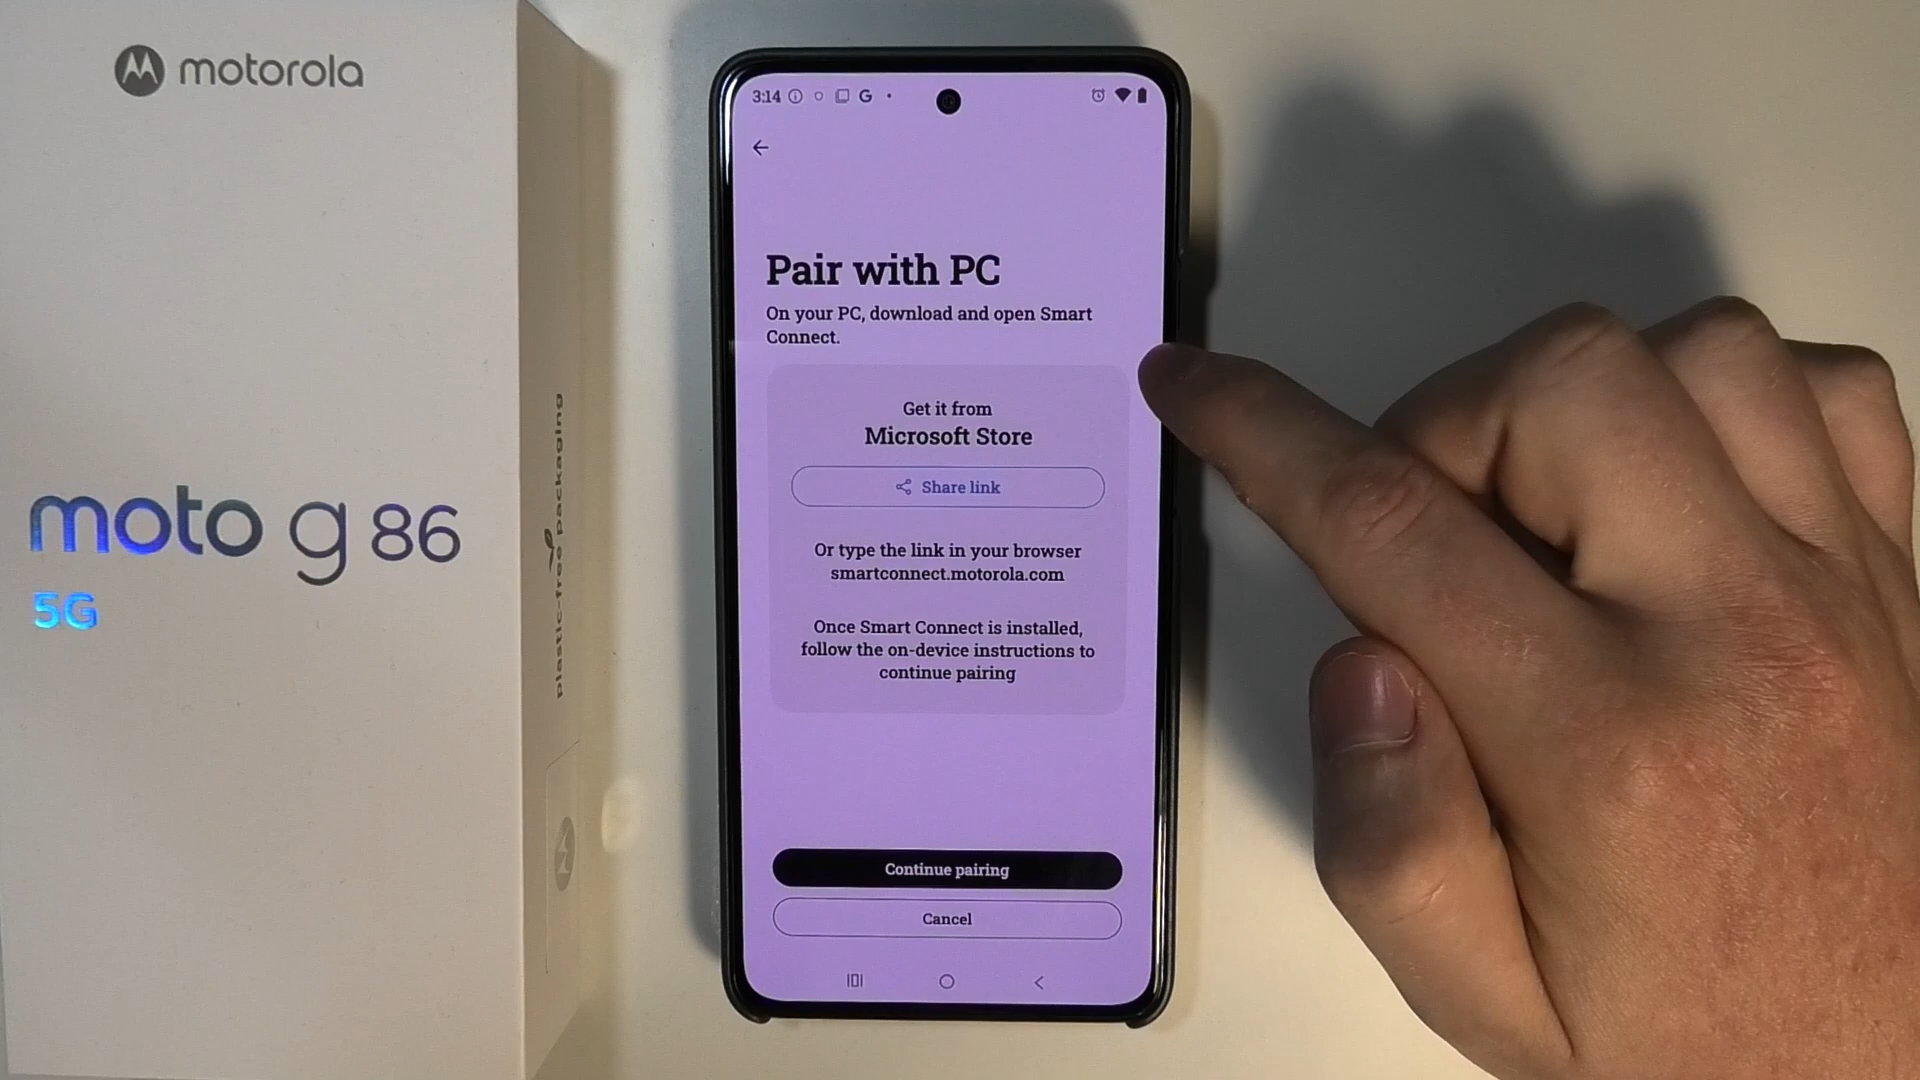 motorola
moto g 86
5G
plastic-free packaging
3:14
G
Pair with PC
On your PC, download and open Smart
Connect.
Get it from
Microsoft Store
Share link
Or type the link in your browser
smartconnect.motorola.com
Once Smart Connect is installed,
follow the on-device instructions to
continue pairing
Continue pairing
Cancel